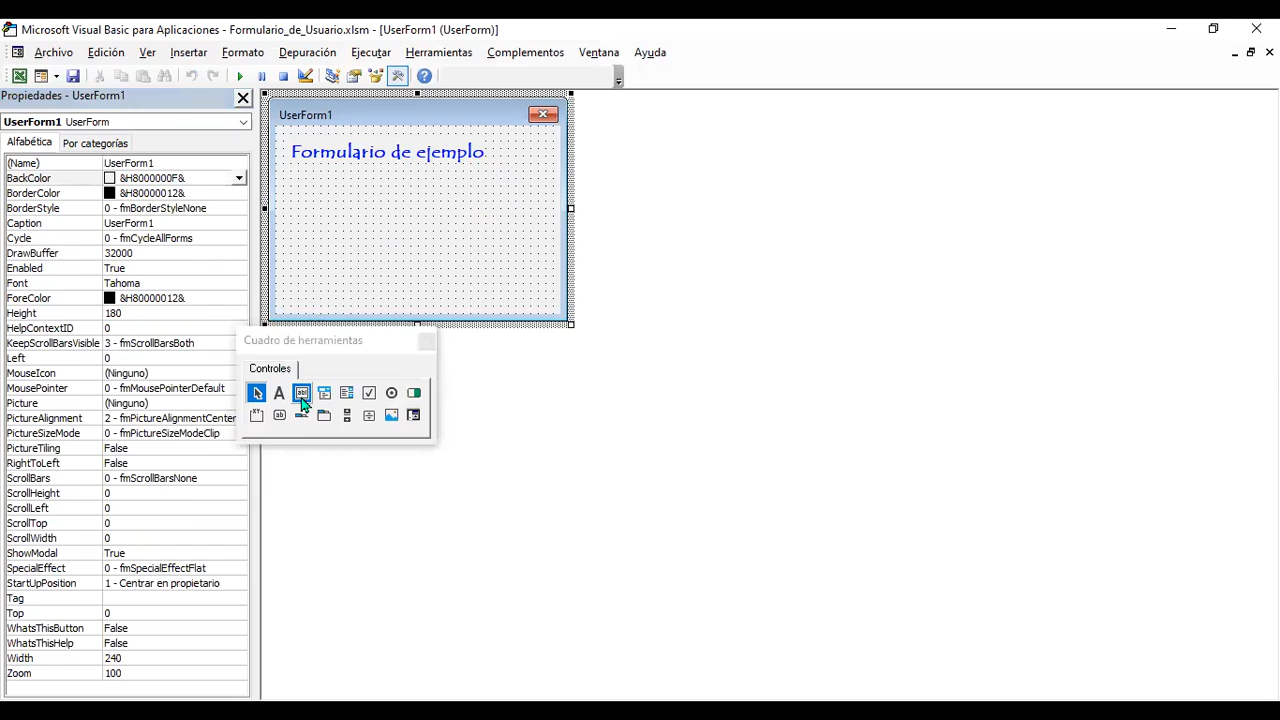 Microsoft Visual Basic para Aplicaciones - Formulario_de_Usuario.xlsm - [UserForm1 (UserForm)]
Archivo Edición Ver Insertar Formato Depuración Ejecutar Herramientas Complementos Ventana Ayuda
Propiedades - UserForm1
UserForm1 UserForm
Alfabética Por categorías
(Name) UserForm1
BackColor &H8000000F&
BorderColor &H80000012&
BorderStyle 0 - fmBorderStyleNone
Caption UserForm1
Cycle 0 - fmCycleAllForms
DrawBuffer 32000
Enabled True
Font Tahoma
ForeColor &H80000012&
Height 180
HelpContextID 0
KeepScrollBarsVisible 3 - fmScrollBarsBoth
Left 0
MouseIcon (Ninguno)
MousePointer 0 - fmMousePointerDefault
Picture (Ninguno)
PictureAlignment 2 - fmPictureAlignmentCenter
PictureSizeMode 0 - fmPictureSizeModeClip
PictureTiling False
RightToLeft False
ScrollBars 0 - fmScrollBarsNone
ScrollHeight 0
ScrollLeft 0
ScrollTop 0
ScrollWidth 0
ShowModal True
SpecialEffect 0 - fmSpecialEffectFlat
StartUpPosition 1 - Centrar en propietario
Tag
Top 0
WhatsThisButton False
WhatsThisHelp False
Width 240
Zoom 100
UserForm1
Formulario de ejemplo
Cuadro de herramientas
Controles